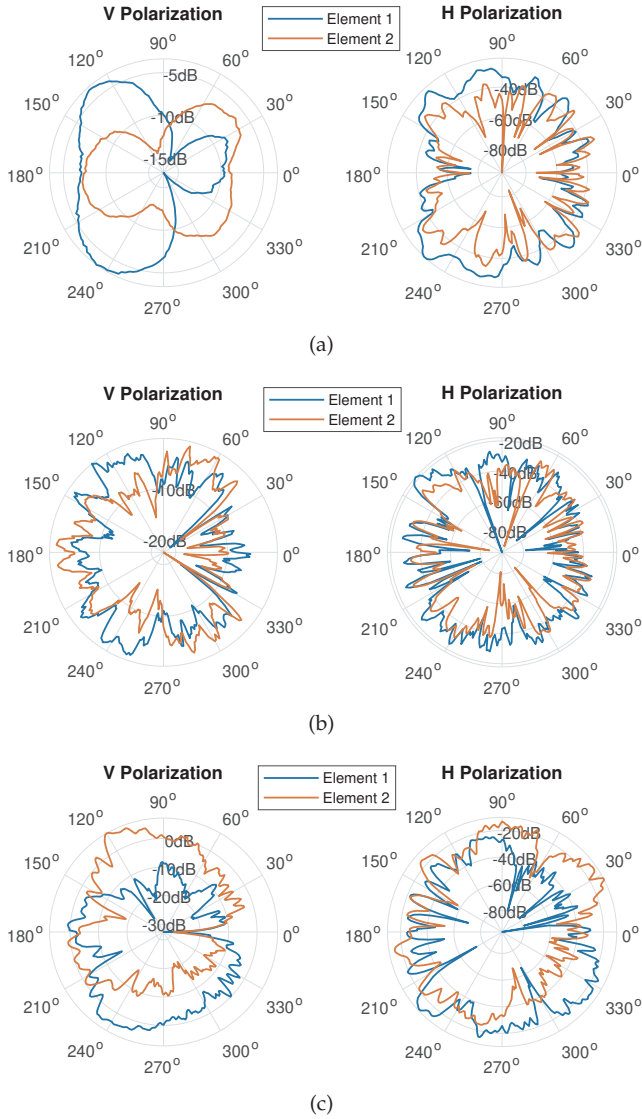 V Polarization
Element 1
Element 2
H Polarization
90°
60°
30°
0°
330°
300°
270°
240°
210°
180°
150°
120°
-5dB
-10dB
-15dB
90°
60°
30°
0°
330°
300°
270°
240°
210°
180°
150°
120°
-40dB
-60dB
-80dB
(a)
V Polarization
Element 1
Element 2
H Polarization
90°
60°
30°
0°
330°
300°
270°
240°
210°
180°
150°
120°
-10dB
-20dB
90°
60°
30°
0°
330°
300°
270°
240°
210°
180°
150°
120°
-20dB
-40dB
-60dB
-80dB
(b)
V Polarization
Element 1
Element 2
H Polarization
90°
60°
30°
0°
330°
300°
270°
240°
210°
180°
150°
120°
0dB
-10dB
-20dB
-30dB
90°
60°
30°
0°
330°
300°
270°
240°
210°
180°
150°
120°
-20dB
-40dB
-60dB
-80dB
(c)